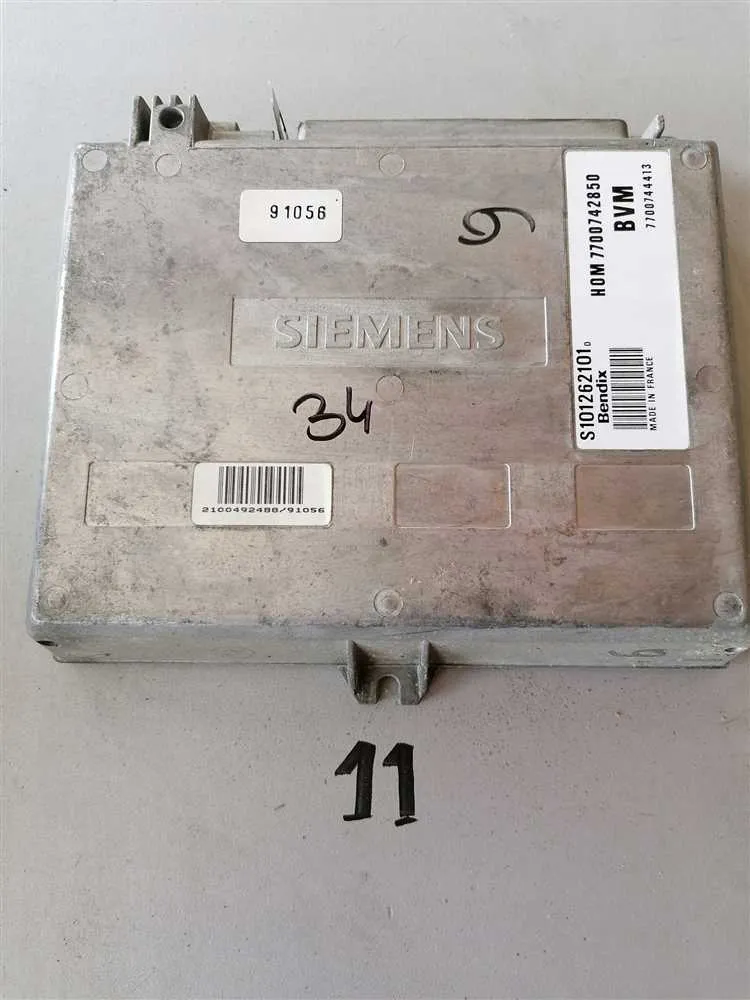 91056
9
SIEMENS
34
2100492488/91056
HOM 7700742850
BVM
7700744413
S101262101D
Bendix
MADE IN FRANCE
11